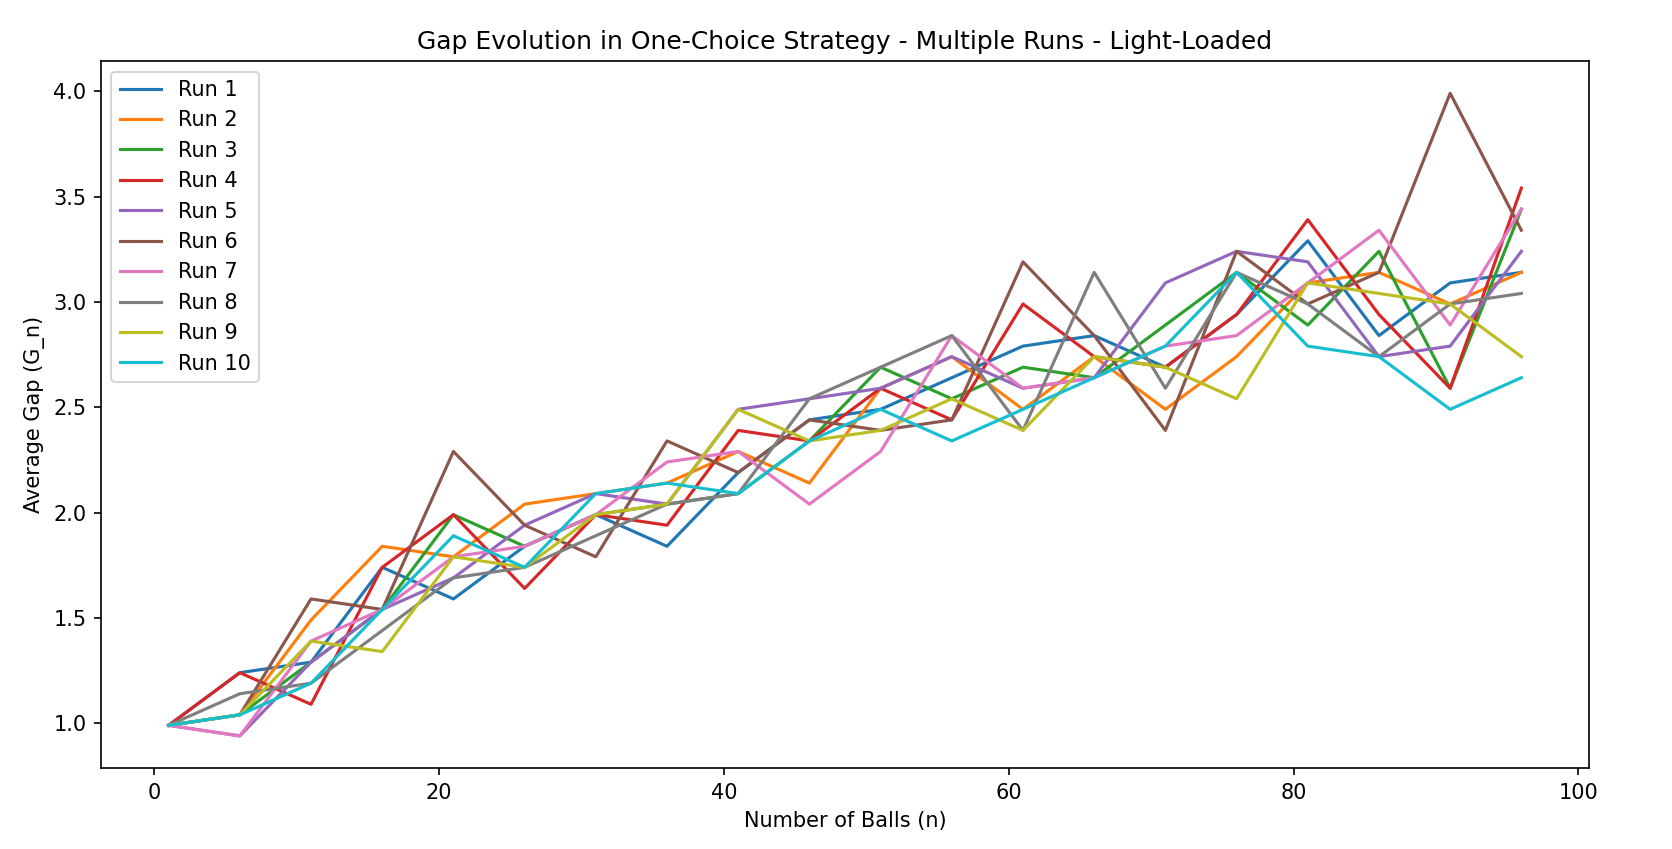 Gap Evolution in One-Choice Strategy - Multiple Runs - Light-Loaded
4.0
3.5
3.0
2.5
2.0
1.5
1.0
Average Gap (G_n)
Run 1
Run 2
Run 3
Run 4
Run 5
Run 6
Run 7
Run 8
Run 9
Run 10
0 20 40 60 80 100
Number of Balls (n)